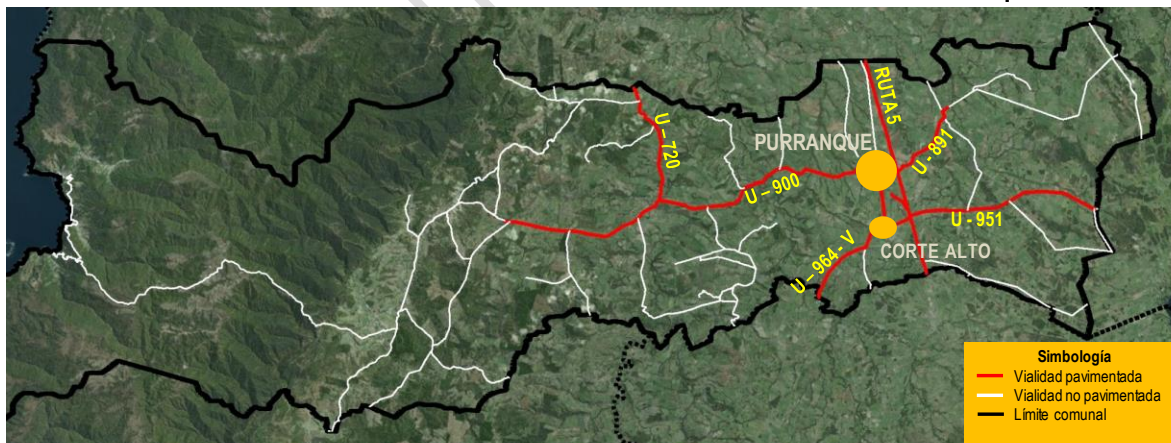 RUTA 5
U – 720
PURRANQUE
U - 891
U – 900
U - 951
CORTE ALTO
U – 964- V
Simbología
Vialidad pavimentada
Vialidad no pavimentada
Límite comunal